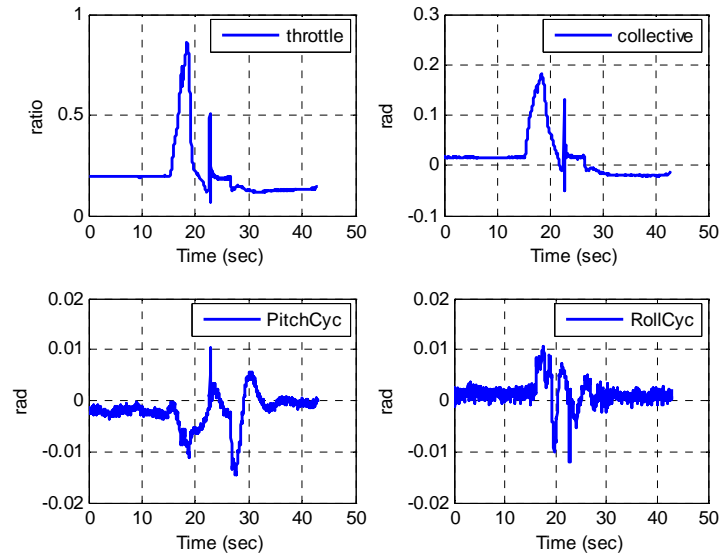 throttle
ratio
1
0.5
0
0 10 20 30 40 50
Time (sec)
collective
rad
0.3
0.2
0.1
0
-0.1
0 10 20 30 40 50
Time (sec)
PitchCyc
rad
0.02
0.01
0
-0.01
-0.02
0 10 20 30 40 50
Time (sec)
RollCyc
rad
0.02
0.01
0
-0.01
-0.02
0 10 20 30 40 50
Time (sec)